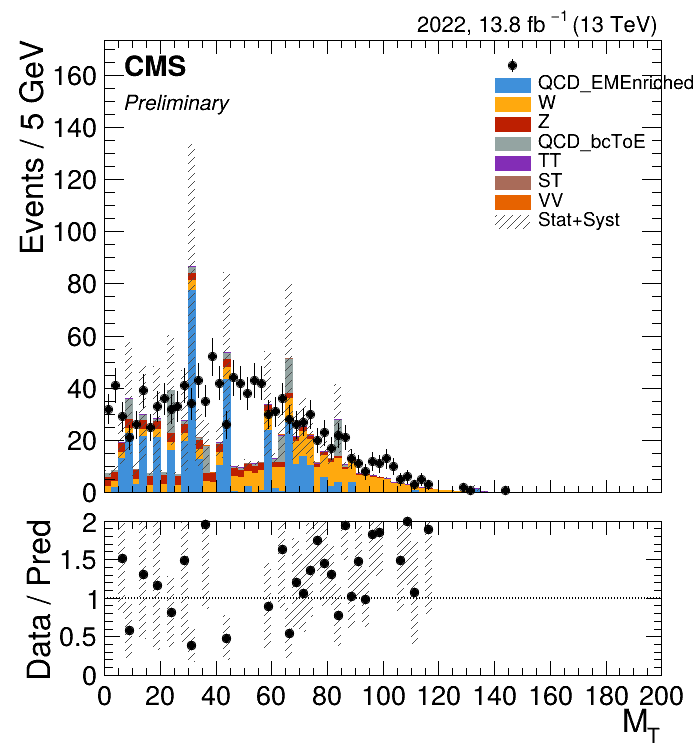 2022, 13.8 fb⁻¹ (13 TeV)
CMS
Preliminary
Events / 5 GeV
160
140
120
100
80
60
40
20
0
QCD_EMEnriched
W
Z
QCD_bcToE
TT
ST
VV
Stat+Syst
Data / Pred
2
1.5
1
0.5
0
0 20 40 60 80 100 120 140 160 180 200
M_T